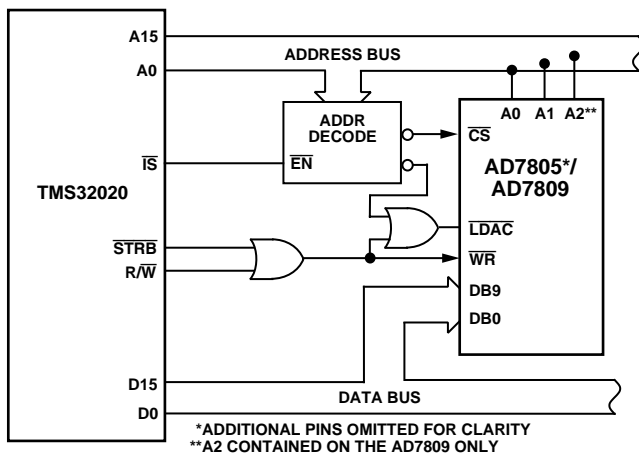 A15
A0
ADDRESS BUS
ADDR
DECODE
EN
IS
TMS32020
STRB
R/W
D15
D0
A0 A1 A2**
CS
AD7805*/
AD7809
LDAC
WR
DB9
DB0
DATA BUS
*ADDITIONAL PINS OMITTED FOR CLARITY
**A2 CONTAINED ON THE AD7809 ONLY